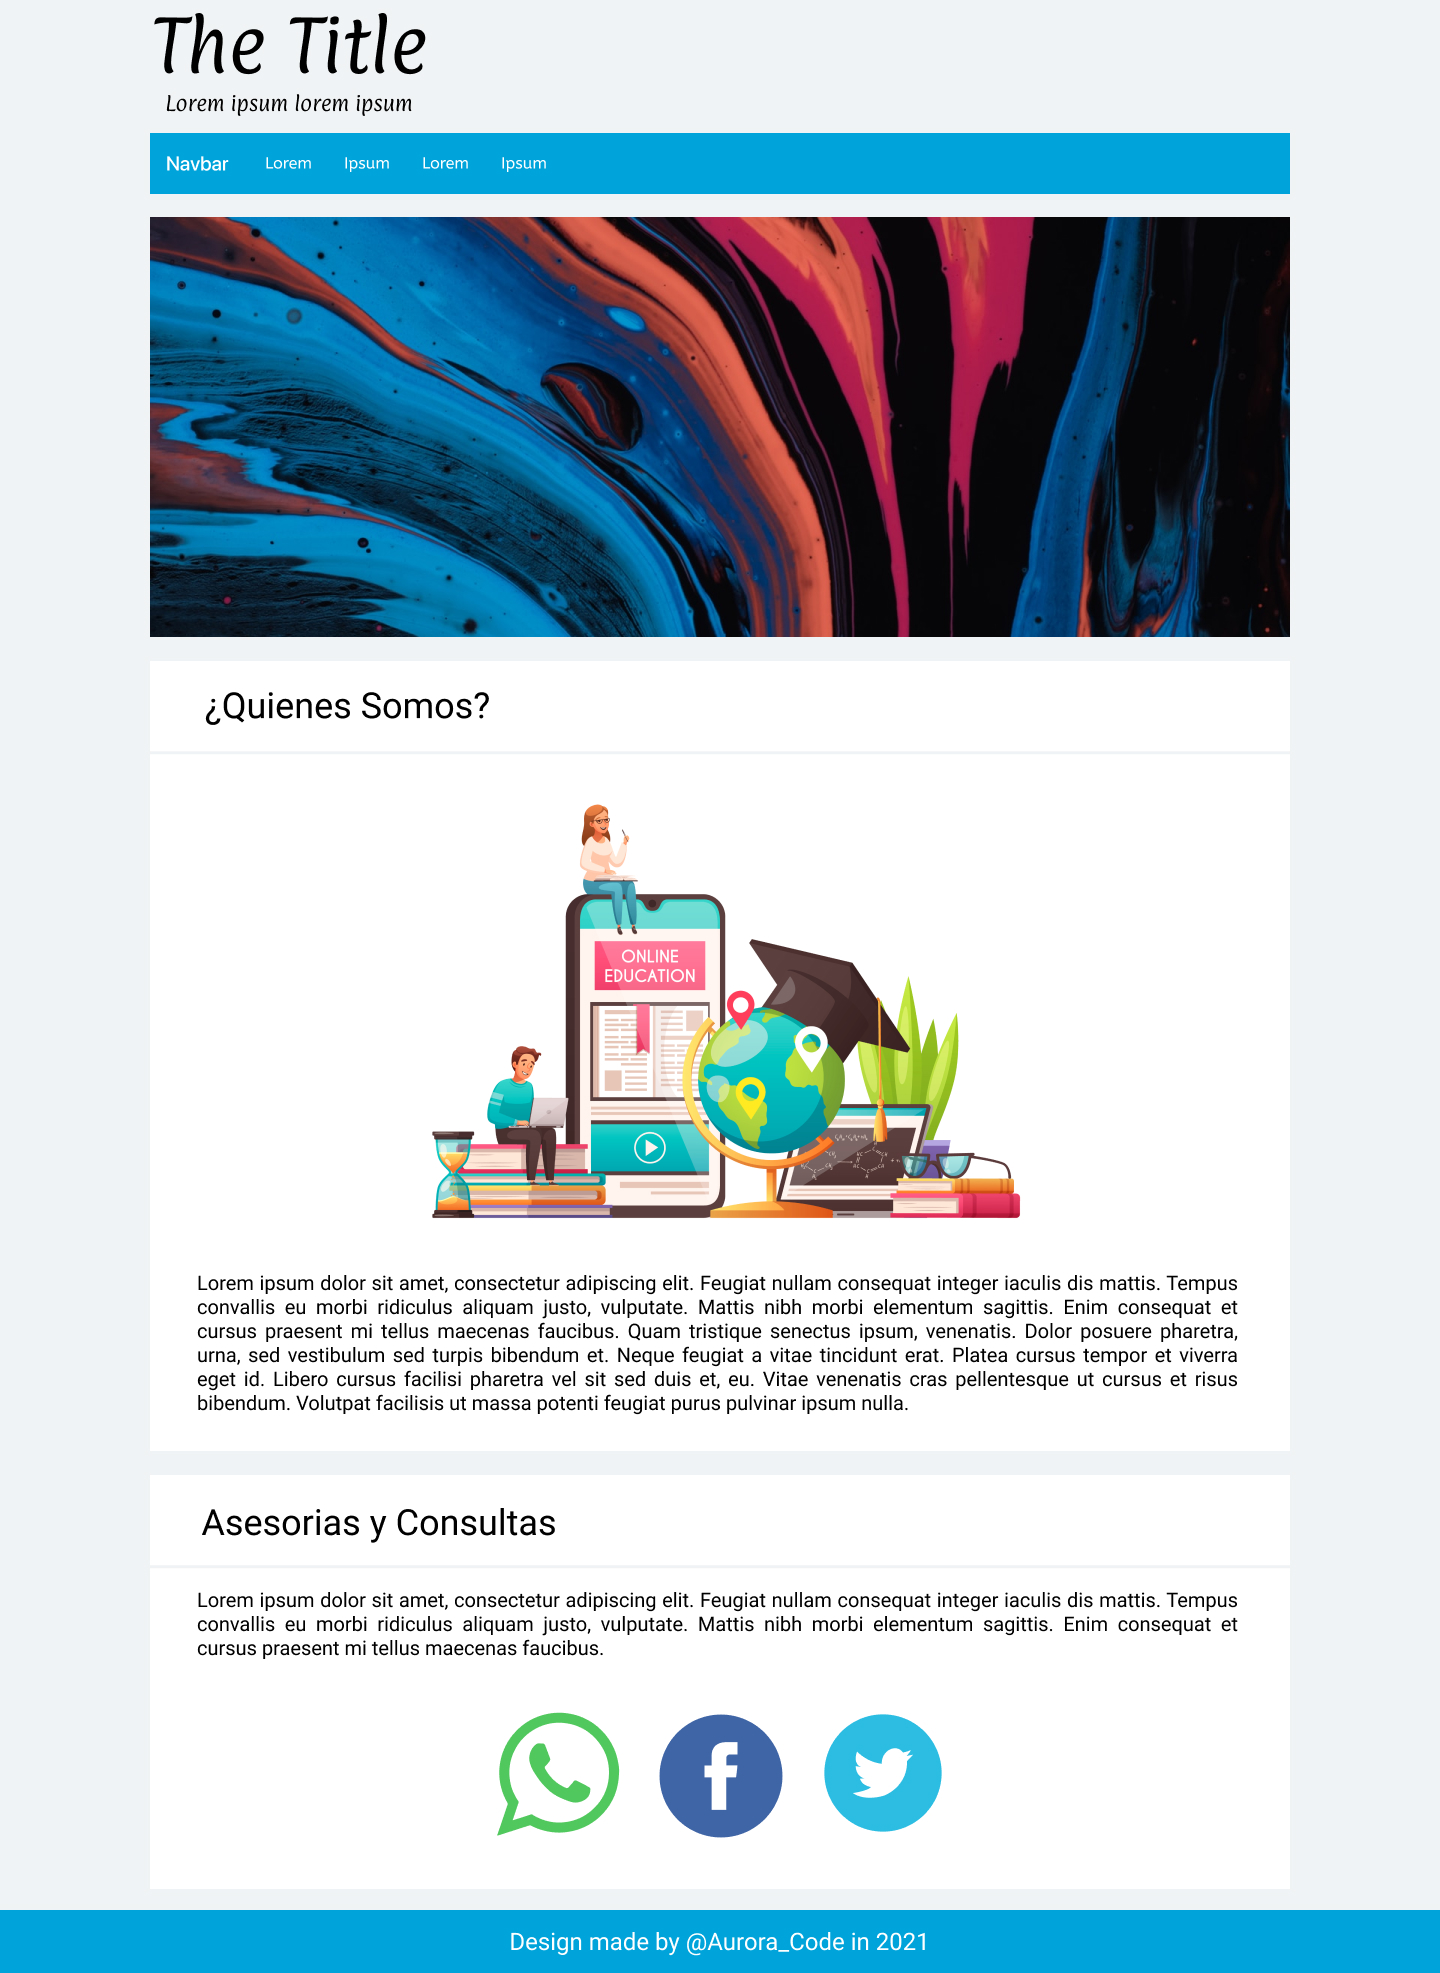 The Title
Lorem ipsum lorem ipsum
Navbar Lorem Ipsum Lorem Ipsum
¿Quienes Somos?
ONLINE
EDUCATION
Lorem ipsum dolor sit amet, consectetur adipiscing elit. Feugiat nullam consequat integer iaculis dis mattis. Tempus
convallis eu morbi ridiculus aliquam justo, vulputate. Mattis nibh morbi elementum sagittis. Enim consequat et
cursus praesent mi tellus maecenas faucibus. Quam tristique senectus ipsum, venenatis. Dolor posuere pharetra,
urna, sed vestibulum sed turpis bibendum et. Neque feugiat a vitae tincidunt erat. Platea cursus tempor et viverra
eget id. Libero cursus facilisi pharetra vel sit sed duis et, eu. Vitae venenatis cras pellentesque ut cursus et risus
bibendum. Volutpat facilisis ut massa potenti feugiat purus pulvinar ipsum nulla.
Asesorias y Consultas
Lorem ipsum dolor sit amet, consectetur adipiscing elit. Feugiat nullam consequat integer iaculis dis mattis. Tempus
convallis eu morbi ridiculus aliquam justo, vulputate. Mattis nibh morbi elementum sagittis. Enim consequat et
cursus praesent mi tellus maecenas faucibus.
Design made by @Aurora_Code in 2021